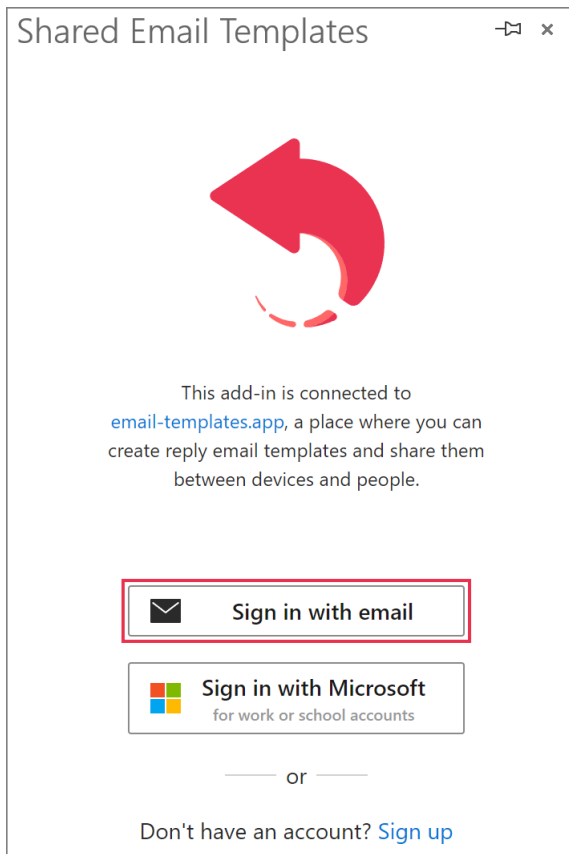 Shared Email Templates
This add-in is connected to
email-templates.app, a place where you can
create reply email templates and share them
between devices and people.
Sign in with email
Sign in with Microsoft
for work or school accounts
or
Don't have an account? Sign up